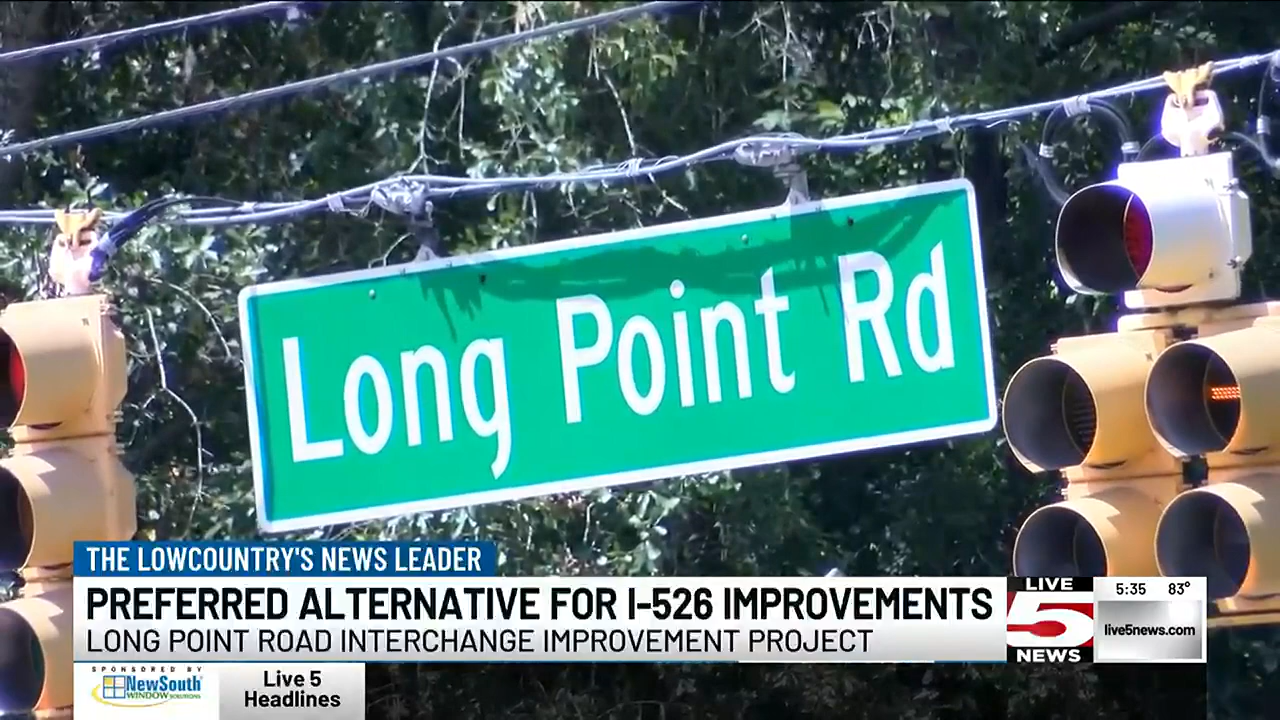 Long Point Rd
THE LOWCOUNTRY'S NEWS LEADER
PREFERRED ALTERNATIVE FOR I-526 IMPROVEMENTS
LONG POINT ROAD INTERCHANGE IMPROVEMENT PROJECT
LIVE
5
NEWS
5:35 83°
live5news.com
SPONSORED BY
NewSouth
WINDOW SOLUTIONS
Live 5
Headlines